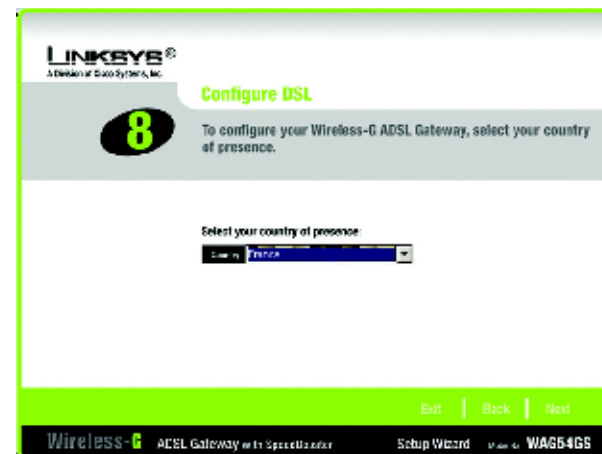 LINKSYS®
A Division of Cisco Systems, Inc.
Configure DSL
8
To configure your Wireless-G ADSL Gateway, select your country
of presence.
Select your country of presence:
Country France
Exit Back Next
Wireless-G ADSL Gateway with SpeedBooster Setup Wizard Model No. WAG54GS